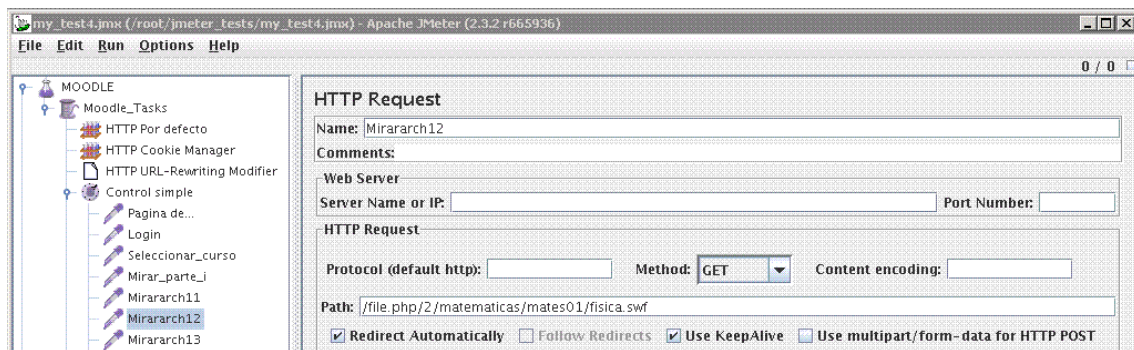 my_test4.jmx (/root/jmeter_tests/my_test4.jmx) - Apache JMeter (2.3.2 r665936)
File Edit Run Options Help
0 / 0
MOODLE
Moodle_Tasks
HTTP Por defecto
HTTP Cookie Manager
HTTP URL-Rewriting Modifier
Control simple
Pagina de...
Login
Seleccionar_curso
Mirar_parte_i
Mirararch11
Mirararch12
Mirararch13
HTTP Request
Name: Mirararch12
Comments:
Web Server
Server Name or IP: Port Number:
HTTP Request
Protocol (default http): Method: GET Content encoding:
Path: /file.php/2/matematicas/mates01/fisica.swf
Redirect Automatically Follow Redirects Use KeepAlive Use multipart/form-data for HTTP POST